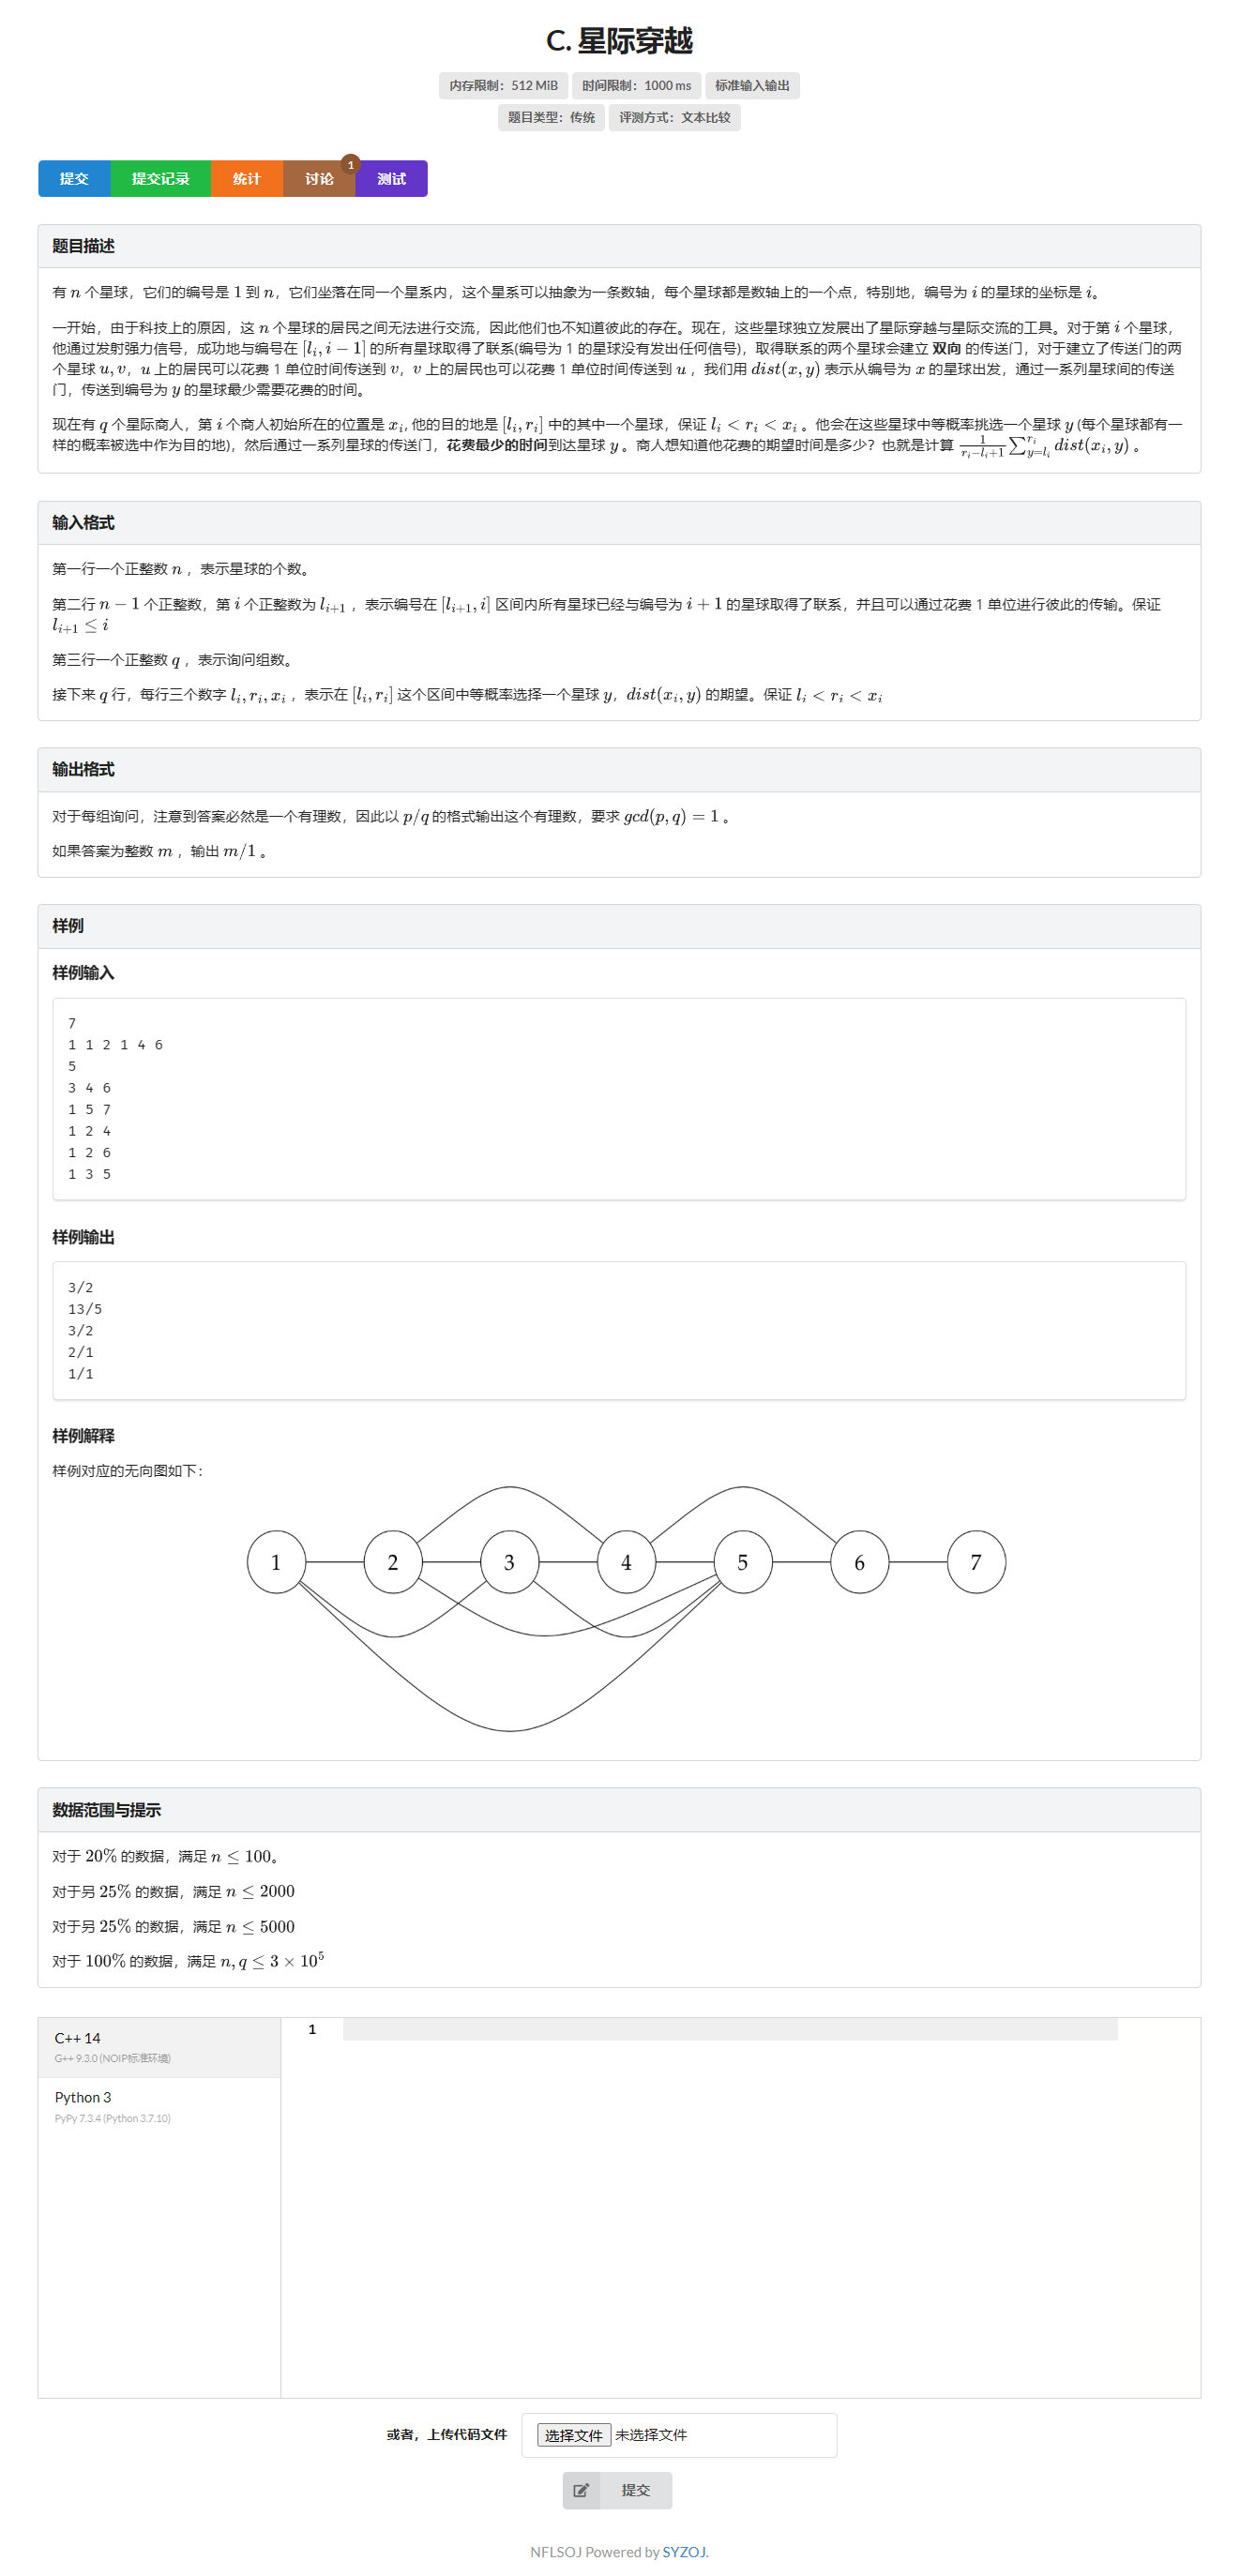 C. 星际穿越
内存限制：512 MiB 时间限制：1000 ms 标准输入输出
题目类型：传统 评测方式：文本比较
提交 提交记录 统计 讨论 1 测试
题目描述
有 n 个星球，它们的编号是 1 到 n，它们坐落在同一个星系内，这个星系可以抽象为一条数轴，每个星球都是数轴上的一个点，特别地，编号为 i 的星球的坐标是 i。
一开始，由于科技上的原因，这 n 个星球的居民之间无法进行交流，因此他们也不知道彼此的存在。现在，这些星球独立发展出了星际穿越与星际交流的工具。对于第 i 个星球，
他通过发射强力信号，成功地与编号在 [l_i, i − 1] 的所有星球取得了联系(编号为 1 的星球没有发出任何信号)，取得联系的两个星球会建立 双向 的传送门，对于建立了传送门的两
个星球 u, v，u 上的居民可以花费 1 单位时间传送到 v，v 上的居民也可以花费 1 单位时间传送到 u ，我们用 dist(x, y) 表示从编号为 x 的星球出发，通过一系列星球间的传送
门，传送到编号为 y 的星球最少需要花费的时间。
现在有 q 个星际商人，第 i 个商人初始所在的位置是 x_i, 他的目的地是 [l_i, r_i] 中的其中一个星球，保证 l_i < r_i < x_i 。他会在这些星球中等概率挑选一个星球 y (每个星球都有一
样的概率被选中作为目的地)，然后通过一系列星球的传送门，花费最少的时间到达星球 y 。商人想知道他花费的期望时间是多少？也就是计算 \frac{1}{r_i−l_i+1} \sum_{y=l_i}^{r_i} dist(x_i, y) 。
输入格式
第一行一个正整数 n ，表示星球的个数。
第二行 n − 1 个正整数，第 i 个正整数为 l_{i+1} ，表示编号在 [l_{i+1}, i] 区间内所有星球已经与编号为 i + 1 的星球取得了联系，并且可以通过花费 1 单位进行彼此的传输。保证
l_{i+1} ≤ i
第三行一个正整数 q ，表示询问组数。
接下来 q 行，每行三个数字 l_i, r_i, x_i ，表示在 [l_i, r_i] 这个区间中等概率选择一个星球 y，dist(x_i, y) 的期望。保证 l_i < r_i < x_i
输出格式
对于每组询问，注意到答案必然是一个有理数，因此以 p/q 的格式输出这个有理数，要求 gcd(p, q) = 1 。
如果答案为整数 m ，输出 m/1 。
样例
样例输入
7
1 1 2 1 4 6
5
3 4 6
1 5 7
1 2 4
1 2 6
1 3 5
样例输出
3/2
13/5
3/2
2/1
1/1
样例解释
样例对应的无向图如下：
1 2 3 4 5 6 7
数据范围与提示
对于 20% 的数据，满足 n ≤ 100。
对于另 25% 的数据，满足 n ≤ 2000
对于另 25% 的数据，满足 n ≤ 5000
对于 100% 的数据，满足 n, q ≤ 3 × 10^5
C++ 14
G++ 9.3.0 (NOIP标准环境)
1
Python 3
PyPy 7.3.4 (Python 3.7.10)
或者，上传代码文件 选择文件 未选择文件
提交
NFLSOJ Powered by SYZOJ.